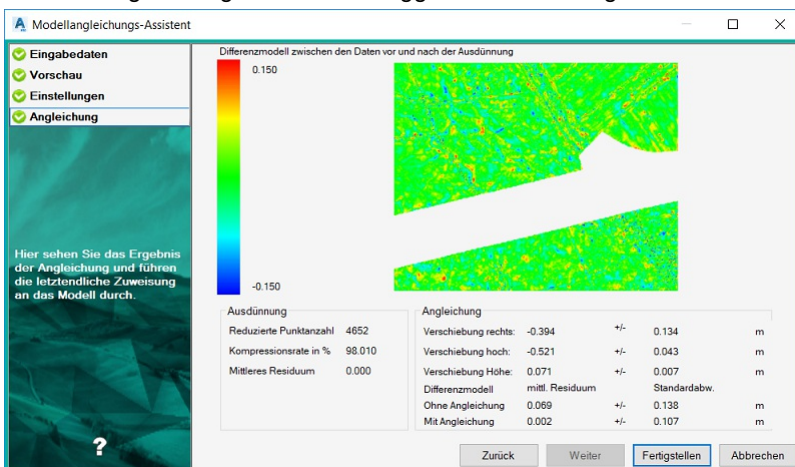 Modellangleichungs-Assistent
Eingabedaten
Vorschau
Einstellungen
Angleichung
Hier sehen Sie das Ergebnis
der Angleichung und führen
die letztendliche Zuweisung
an das Modell durch.
?
Differenzmodell zwischen den Daten vor und nach der Ausdünnung
0.150
-0.150
Ausdünnung
Reduzierte Punktanzahl 4652
Kompressionsrate in % 98.010
Mittleres Residuum 0.000
Angleichung
Verschiebung rechts: -0.394 +/- 0.134 m
Verschiebung hoch: -0.521 +/- 0.043 m
Verschiebung Höhe: 0.071 +/- 0.007 m
Differenzmodell mittl. Residuum Standardabw.
Ohne Angleichung 0.069 +/- 0.138 m
Mit Angleichung 0.002 +/- 0.107 m
Zurück Weiter Fertigstellen Abbrechen